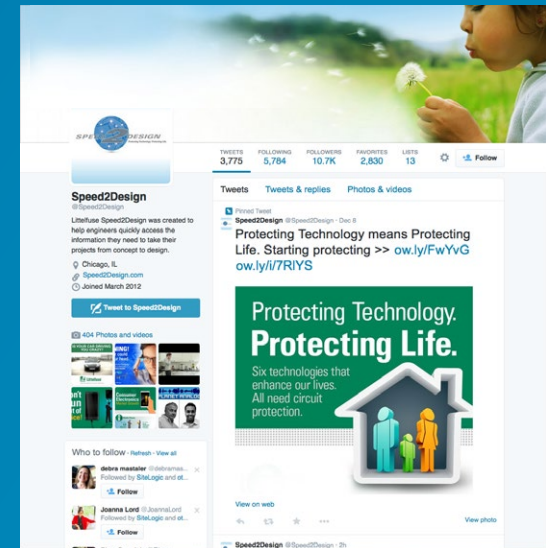 SPEED2DESIGN
TWEETS
3,775
FOLLOWING
5,784
FOLLOWERS
10.7K
FAVORITES
2,830
LISTS
13
Follow
Speed2Design
@Speed2Design
Littelfuse Speed2Design was created to
help engineers quickly access the
information they need to take their
projects from concept to design.
Chicago, IL
Speed2Design.com
Joined March 2012
Tweet to Speed2Design
404 Photos and videos
Who to follow · Refresh · View all
debra mastaler @debramas...
Followed by SiteLogic and ot...
Follow
Joanna Lord @JoannaLord
Followed by SiteLogic and ot...
Follow
Tweets Tweets & replies Photos & videos
Pinned Tweet
Speed2Design @Speed2Design · Dec 8
Protecting Technology means Protecting
Life. Starting protecting >> ow.ly/FwYvG
ow.ly/i/7RlYS
Protecting Technology.
Protecting Life.
Six technologies that
enhance our lives.
All need circuit
protection.
View on web
View photo
Speed2Design @Speed2Design · 2h